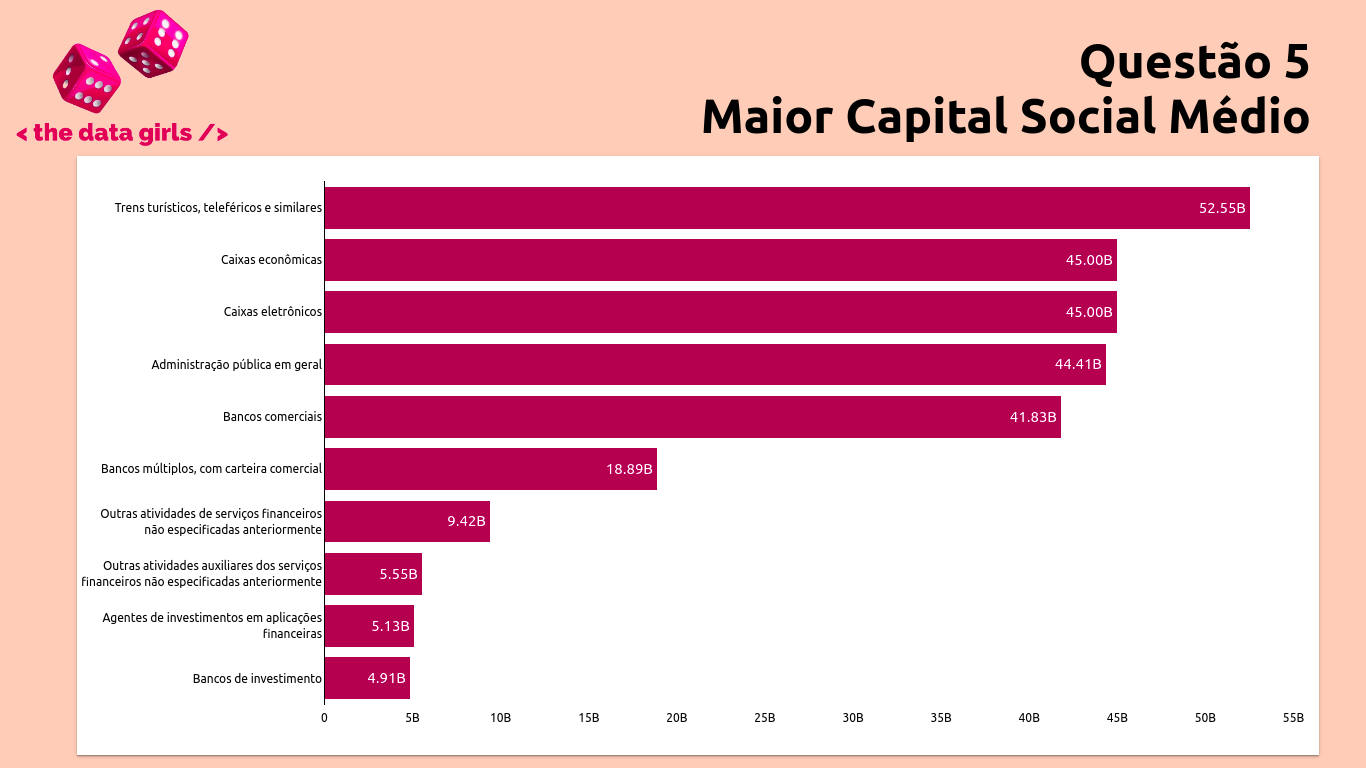 < the data girls />
Questão 5
Maior Capital Social Médio
Trens turísticos, teleféricos e similares
52.55B
Caixas econômicas
45.00B
Caixas eletrônicos
45.00B
Administração pública em geral
44.41B
Bancos comerciais
41.83B
Bancos múltiplos, com carteira comercial
18.89B
Outras atividades de serviços financeiros
não especificadas anteriormente
9.42B
Outras atividades auxiliares dos serviços
financeiros não especificadas anteriormente
5.55B
Agentes de investimentos em aplicações
financeiras
5.13B
Bancos de investimento
4.91B
0 5B 10B 15B 20B 25B 30B 35B 40B 45B 50B 55B